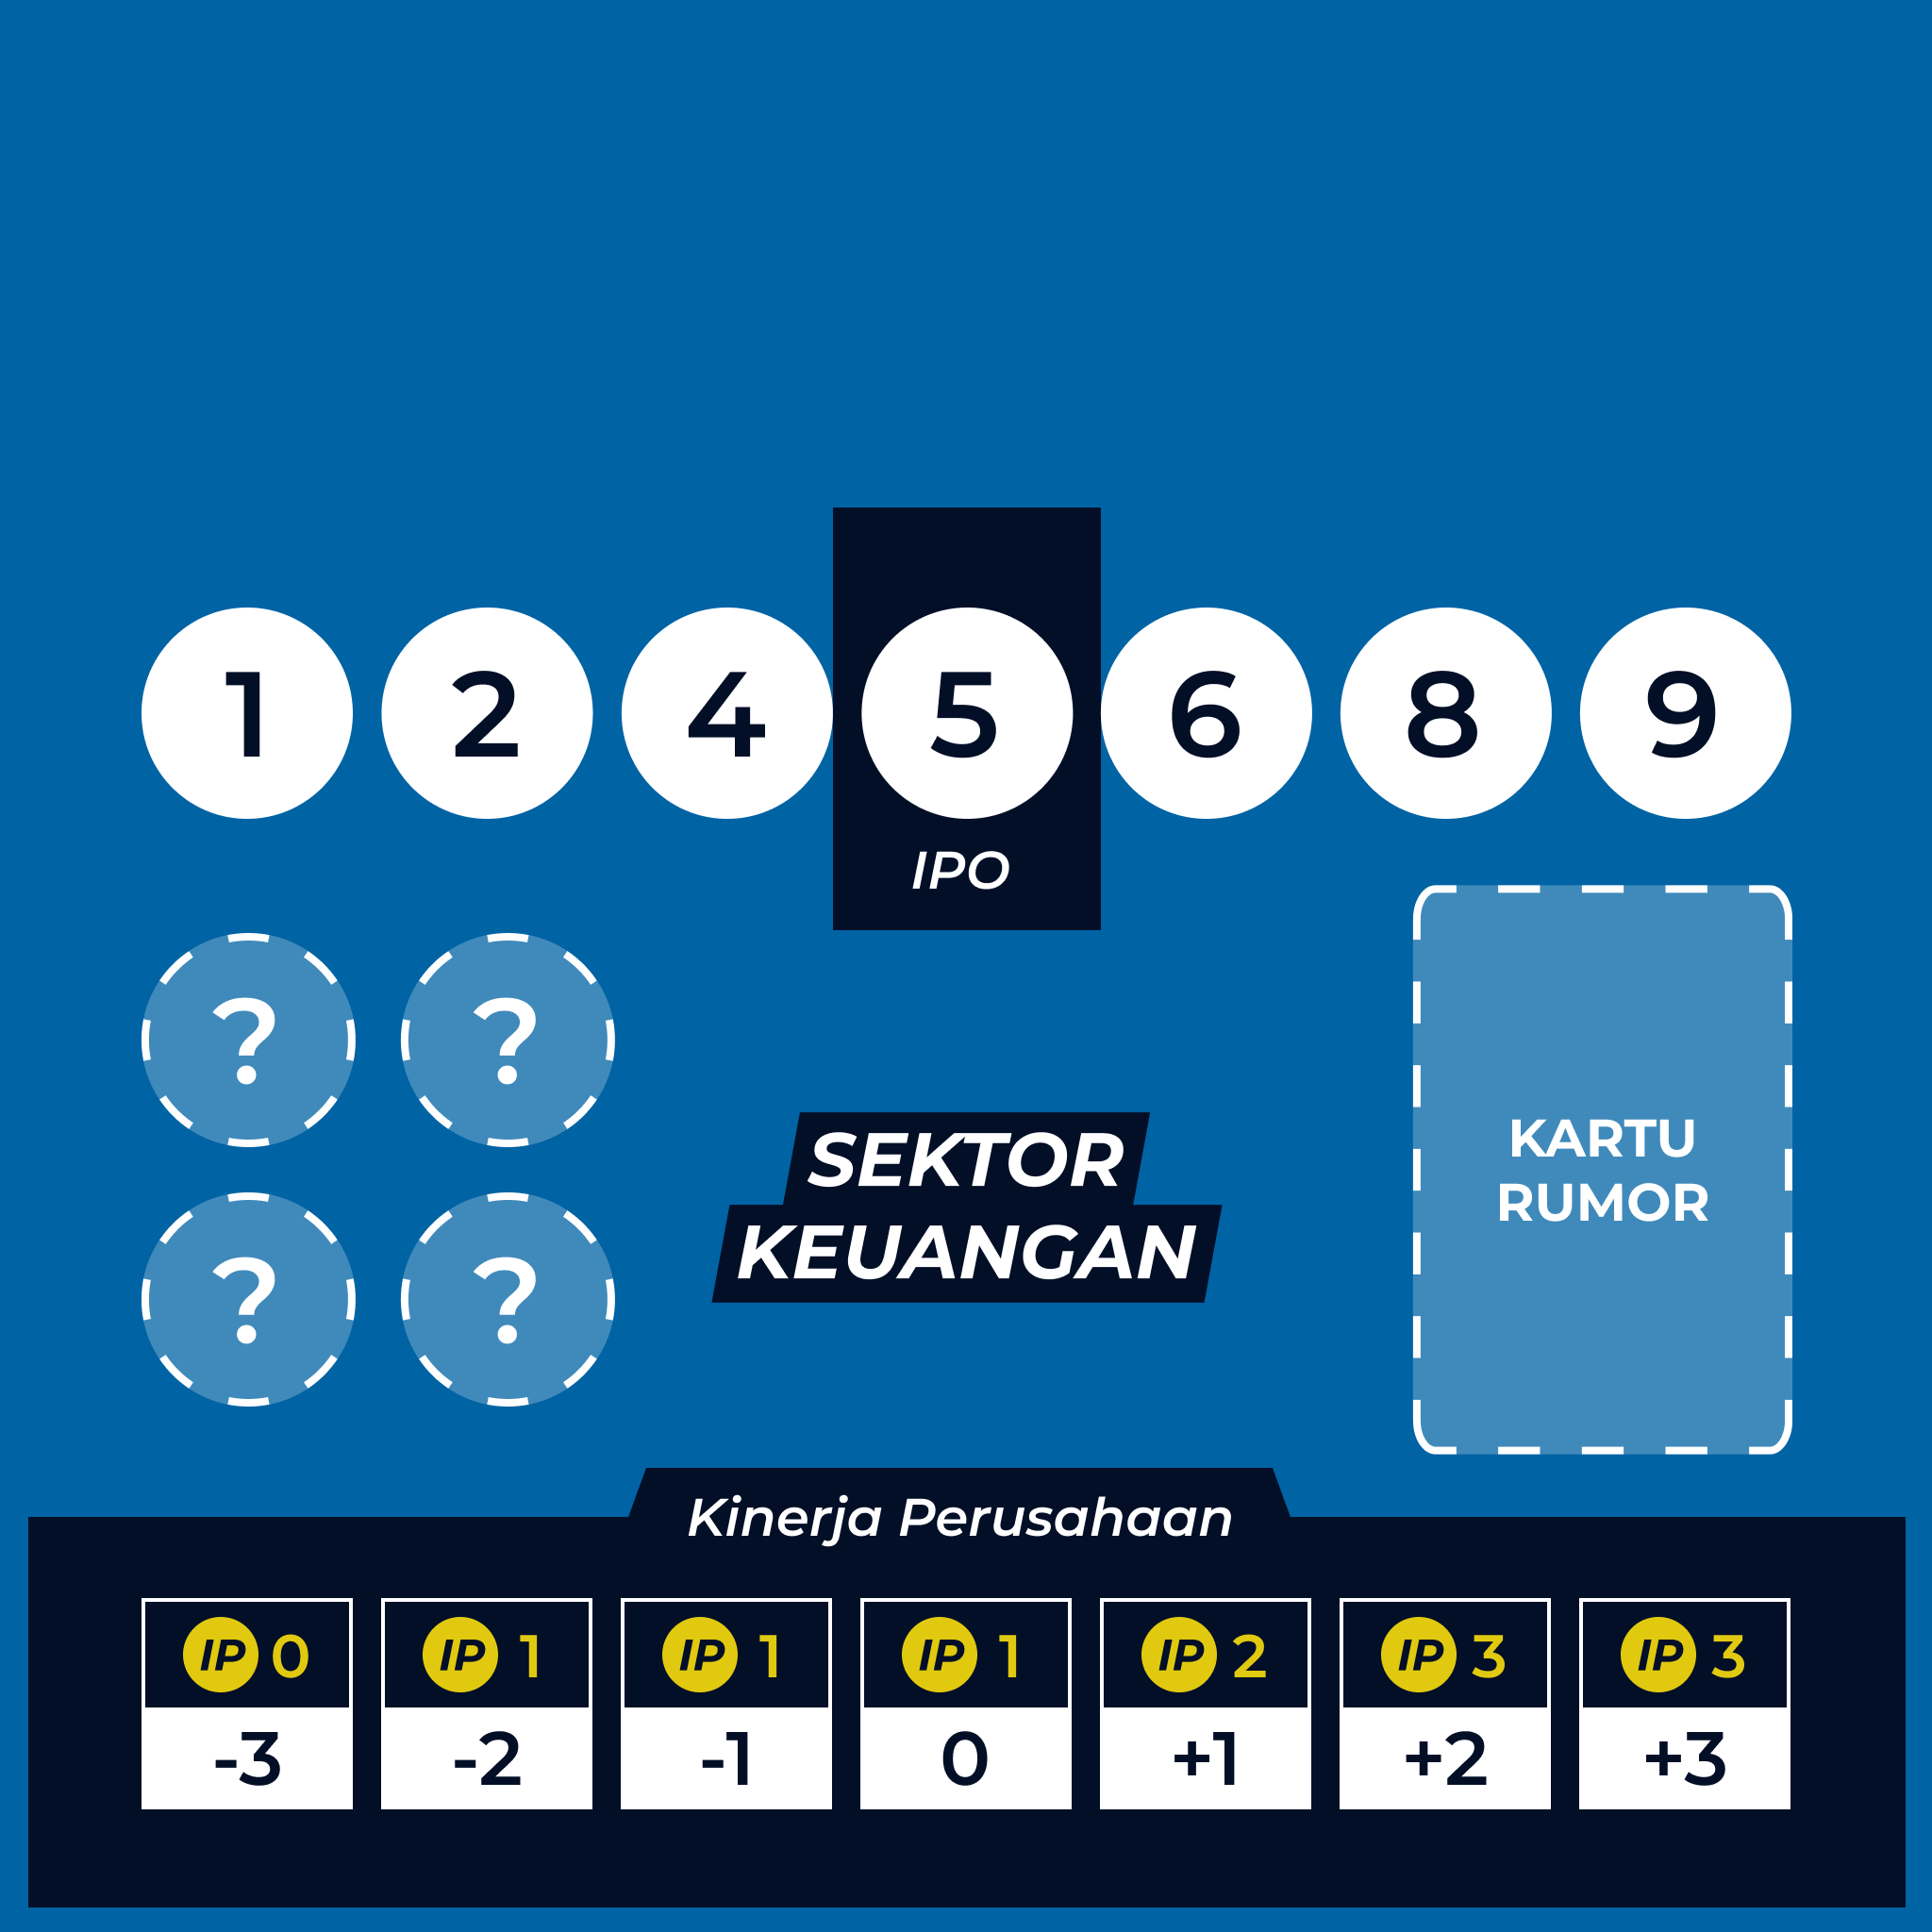 1 2 4 5 6 8 9
IPO
? ?
? ?
SEKTOR
KEUANGAN
KARTU
RUMOR
Kinerja Perusahaan
IP 0 IP 1 IP 1 IP 1 IP 2 IP 3 IP 3
-3 -2 -1 0 +1 +2 +3